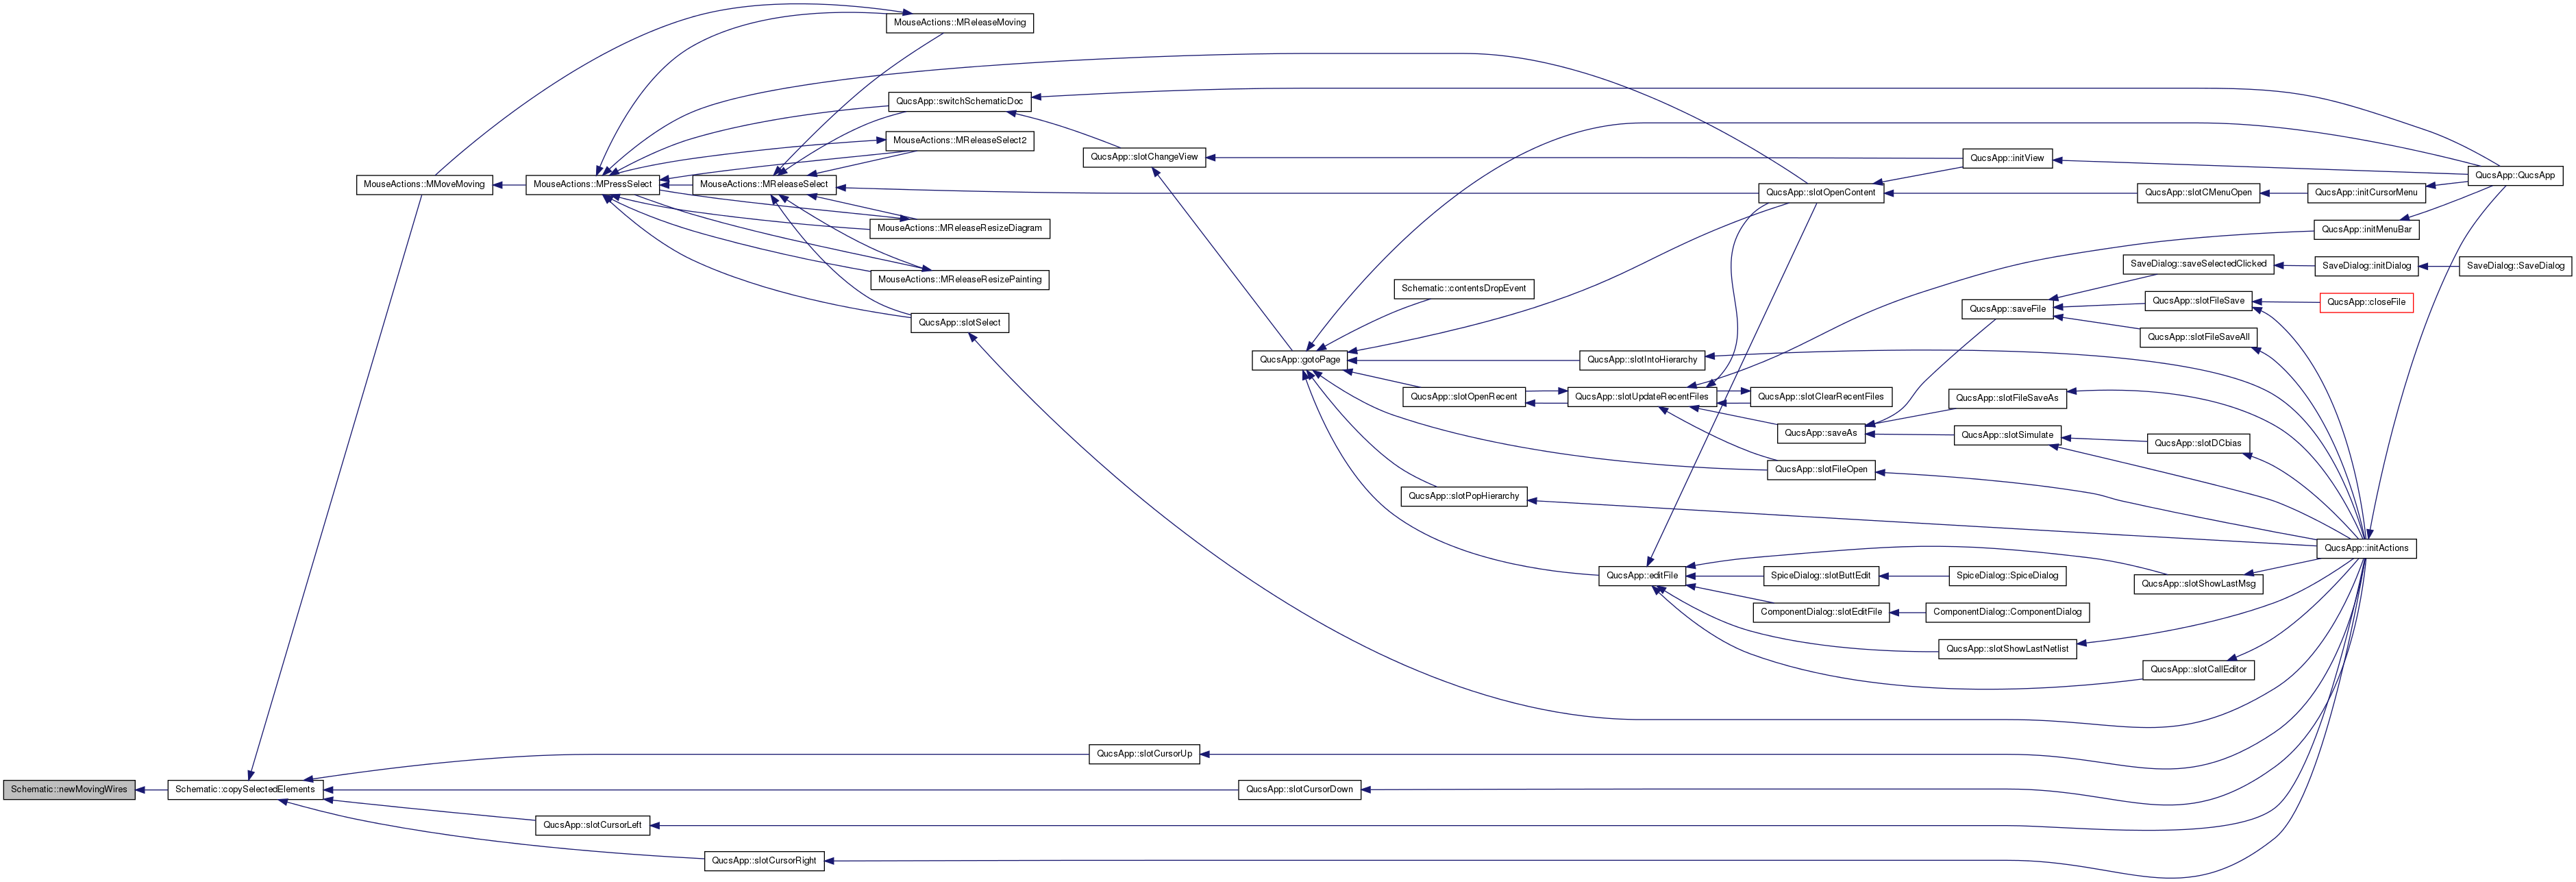 MouseActions::MReleaseMoving
QucsApp::switchSchematicDoc
MouseActions::MReleaseSelect2
QucsApp::slotChangeView
QucsApp::initView
QucsApp::QucsApp
MouseActions::MMoveMoving
MouseActions::MPressSelect
MouseActions::MReleaseSelect
QucsApp::slotOpenContent
QucsApp::slotCMenuOpen
QucsApp::initCursorMenu
MouseActions::MReleaseResizeDiagram
QucsApp::initMenuBar
SaveDialog::saveSelectedClicked
SaveDialog::initDialog
SaveDialog::SaveDialog
MouseActions::MReleaseResizePainting
Schematic::contentsDropEvent
QucsApp::slotFileSave
QucsApp::closeFile
QucsApp::saveFile
QucsApp::slotSelect
QucsApp::slotFileSaveAll
QucsApp::gotoPage
QucsApp::slotIntoHierarchy
QucsApp::slotOpenRecent
QucsApp::slotUpdateRecentFiles
QucsApp::slotClearRecentFiles
QucsApp::slotFileSaveAs
QucsApp::saveAs
QucsApp::slotSimulate
QucsApp::slotDCbias
QucsApp::slotFileOpen
QucsApp::slotPopHierarchy
QucsApp::initActions
QucsApp::editFile
SpiceDialog::slotButtEdit
SpiceDialog::SpiceDialog
QucsApp::slotShowLastMsg
ComponentDialog::slotEditFile
ComponentDialog::ComponentDialog
QucsApp::slotShowLastNetlist
QucsApp::slotCallEditor
QucsApp::slotCursorUp
Schematic::newMovingWires
Schematic::copySelectedElements
QucsApp::slotCursorDown
QucsApp::slotCursorLeft
QucsApp::slotCursorRight